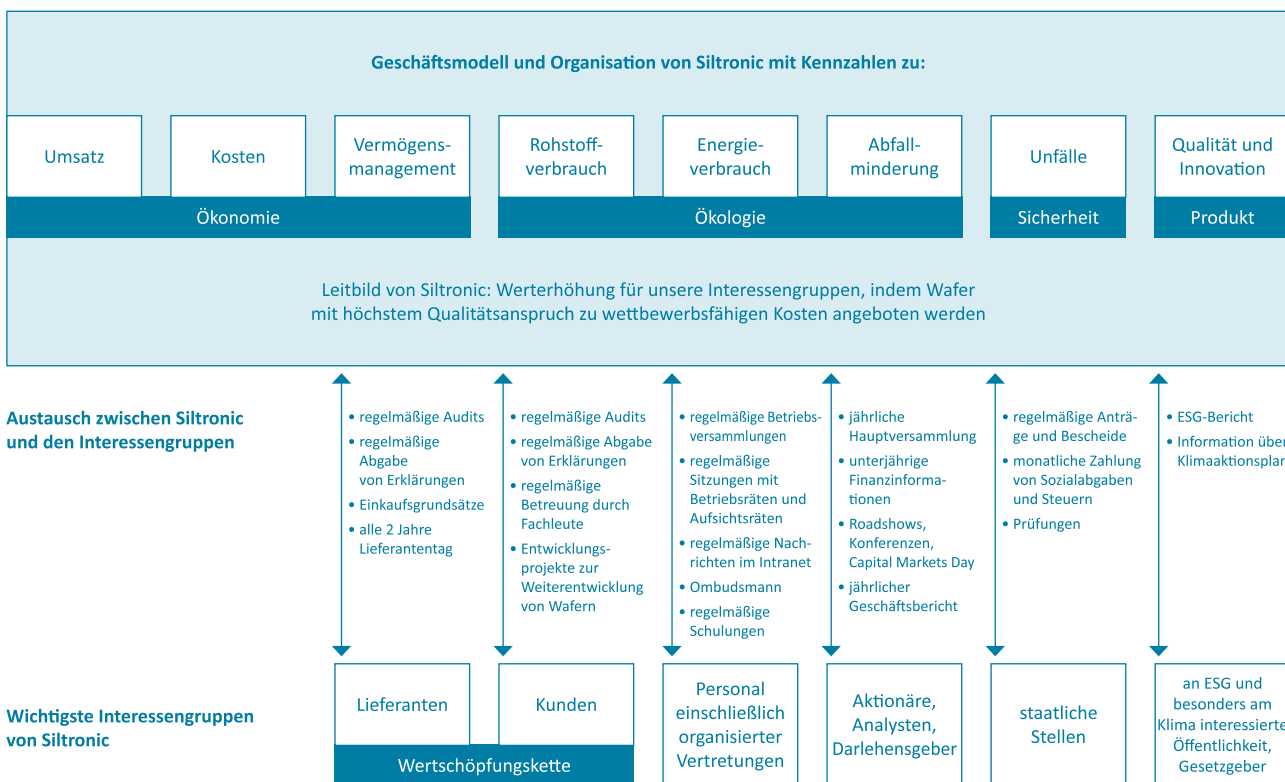 Geschäftsmodell und Organisation von Siltronic mit Kennzahlen zu:
Umsatz
Kosten
Vermögens-
management
Rohstoff-
verbrauch
Energie-
verbrauch
Abfall-
minderung
Unfälle
Qualität und
Innovation
Ökonomie
Ökologie
Sicherheit
Produkt
Leitbild von Siltronic: Werterhöhung für unsere Interessengruppen, indem Wafer
mit höchstem Qualitätsanspruch zu wettbewerbsfähigen Kosten angeboten werden
Austausch zwischen Siltronic
und den Interessengruppen
• regelmäßige Audits
• regelmäßige
Abgabe
von Erklärungen
• Einkaufsgrundsätze
• alle 2 Jahre
Lieferantentag
• regelmäßige Audits
• regelmäßige Abgabe
von Erklärungen
• regelmäßige
Betreuung durch
Fachleute
• Entwicklungs-
projekte zur
Weiterentwicklung
von Wafern
• regelmäßige Betriebs-
versammlungen
• regelmäßige
Sitzungen mit
Betriebsräten und
Aufsichtsräten
• regelmäßige Nach-
richten im Intranet
• Ombudsmann
• regelmäßige
Schulungen
• jährliche
Hauptversammlung
• unterjährige
Finanzinforma-
tionen
• Roadshows,
Konferenzen,
Capital Markets Day
• jährlicher
Geschäftsbericht
• regelmäßige Anträ-
ge und Bescheide
• monatliche Zahlung
von Sozialabgaben
und Steuern
• Prüfungen
• ESG-Bericht
• Information über
Klimaaktionsplan
Wichtigste Interessengruppen
von Siltronic
Lieferanten
Kunden
Wertschöpfungskette
Personal
einschließlich
organisierter
Vertretungen
Aktionäre,
Analysten,
Darlehensgeber
staatliche
Stellen
an ESG und
besonders am
Klima interessierte
Öffentlichkeit,
Gesetzgeber